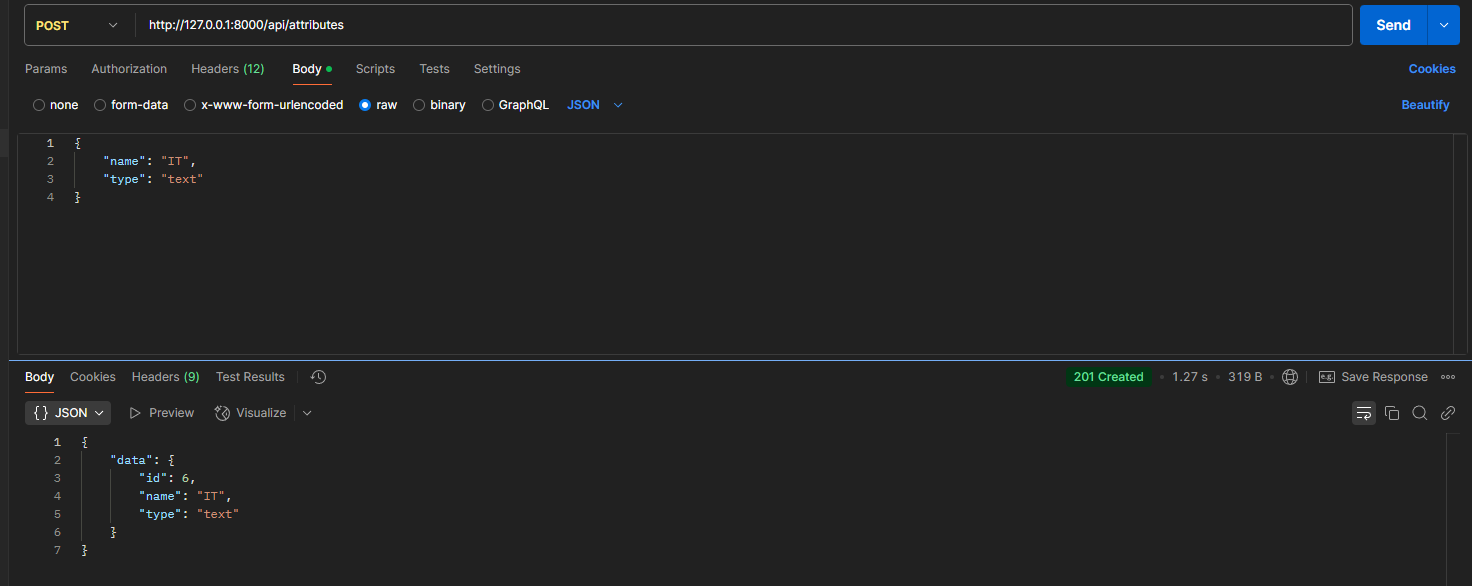 POST http://127.0.0.1:8000/api/attributes Send
Params Authorization Headers (12) Body Scripts Tests Settings Cookies
none form-data x-www-form-urlencoded raw binary GraphQL JSON Beautify
1 {
2 "name": "IT",
3 "type": "text"
4 }
Body Cookies Headers (9) Test Results 201 Created 1.27 s 319 B e.g. Save Response
{} JSON Preview Visualize
1 {
2 "data": {
3 "id": 6,
4 "name": "IT",
5 "type": "text"
6 }
7 }